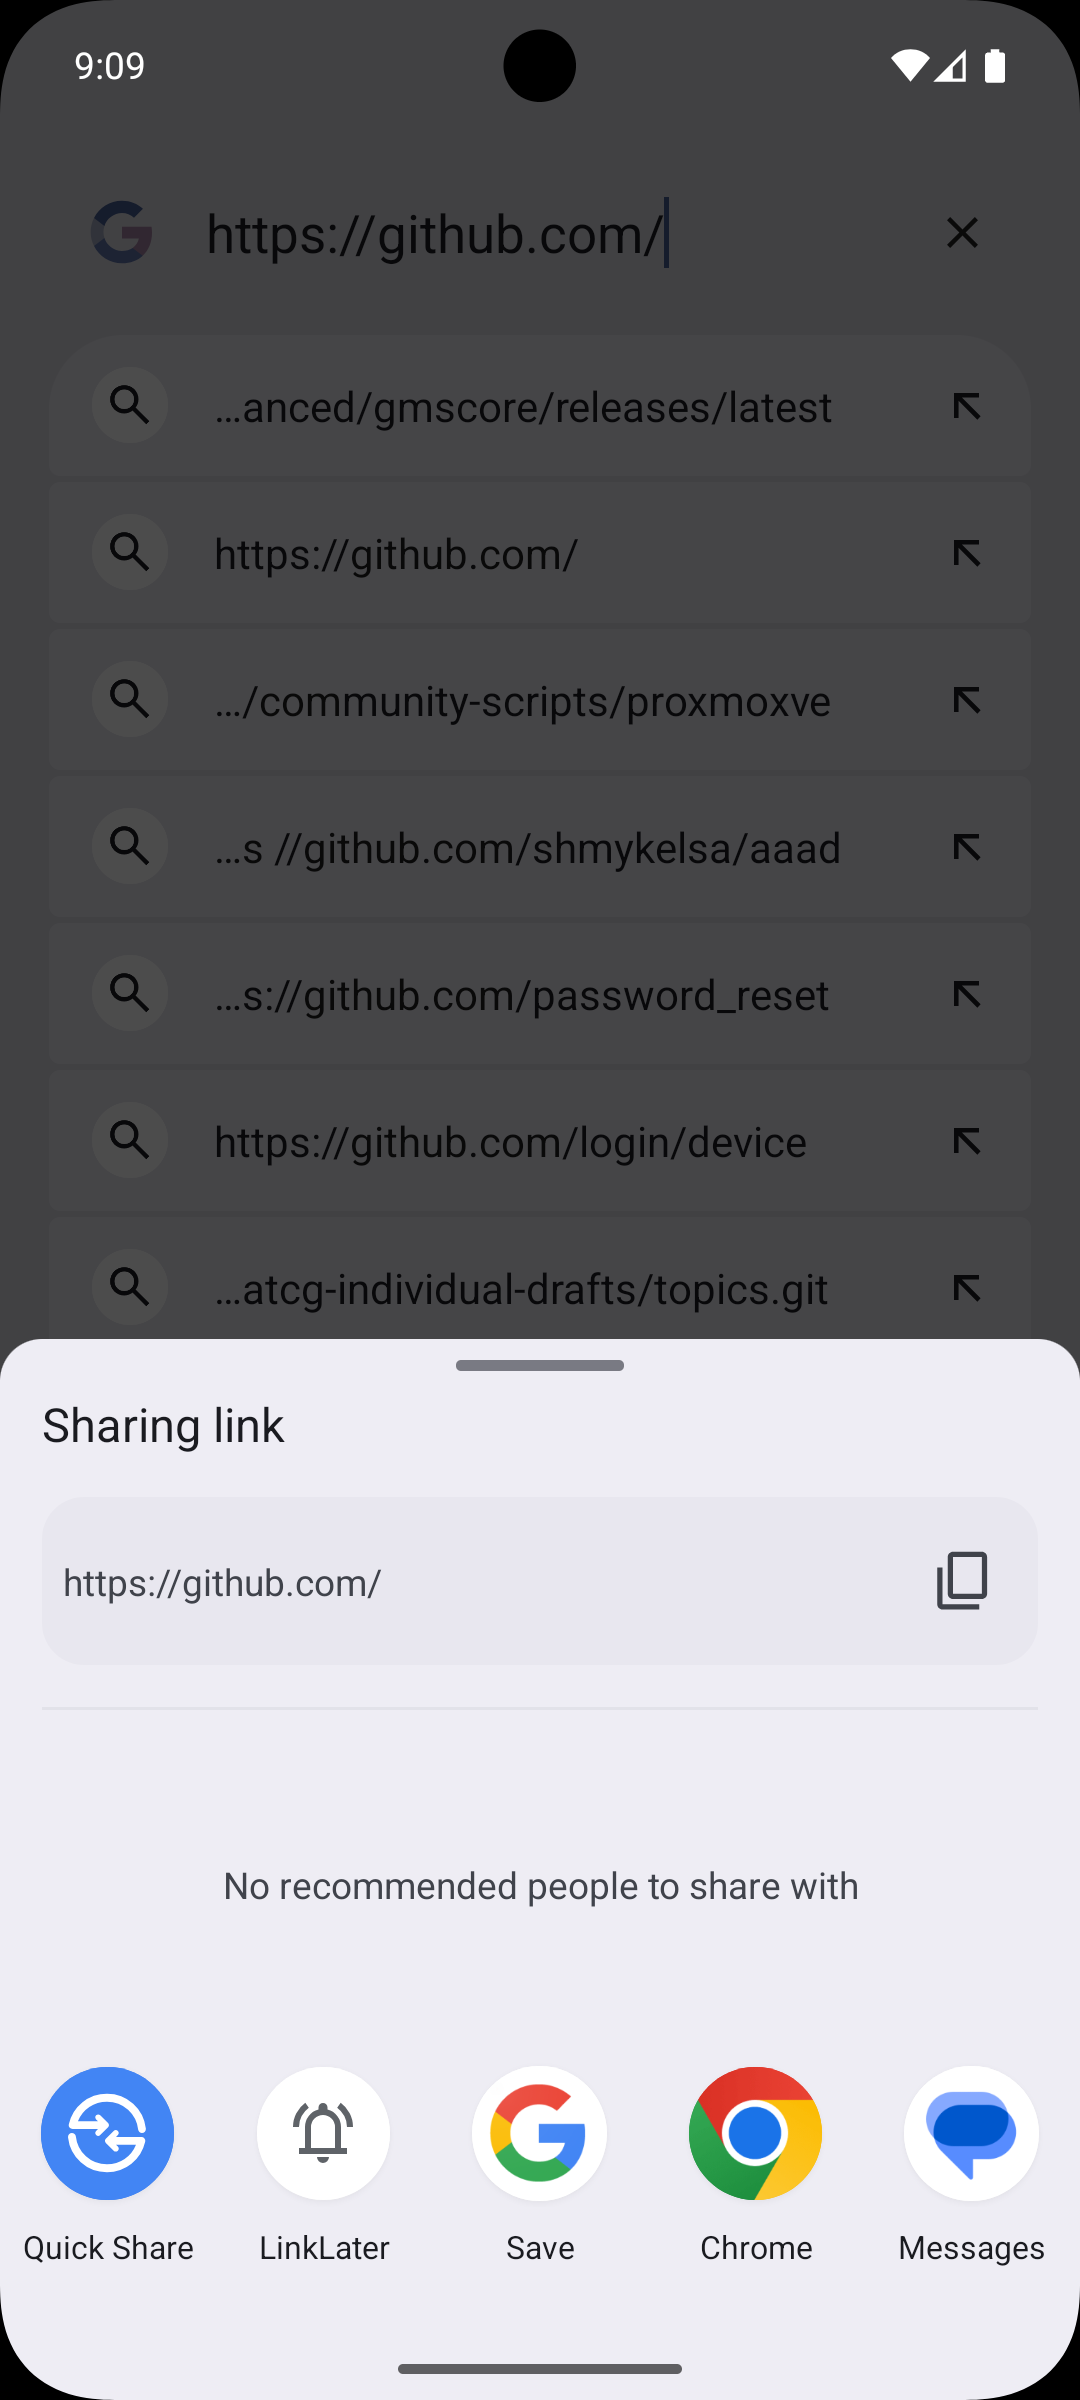 9:09
https://github.com/
...anced/gmscore/releases/latest
https://github.com/
.../community-scripts/proxmoxve
...s //github.com/shmykelsa/aaad
...s://github.com/password_reset
https://github.com/login/device
...atcg-individual-drafts/topics.git
Sharing link
https://github.com/
No recommended people to share with
Quick Share
LinkLater
Save
Chrome
Messages